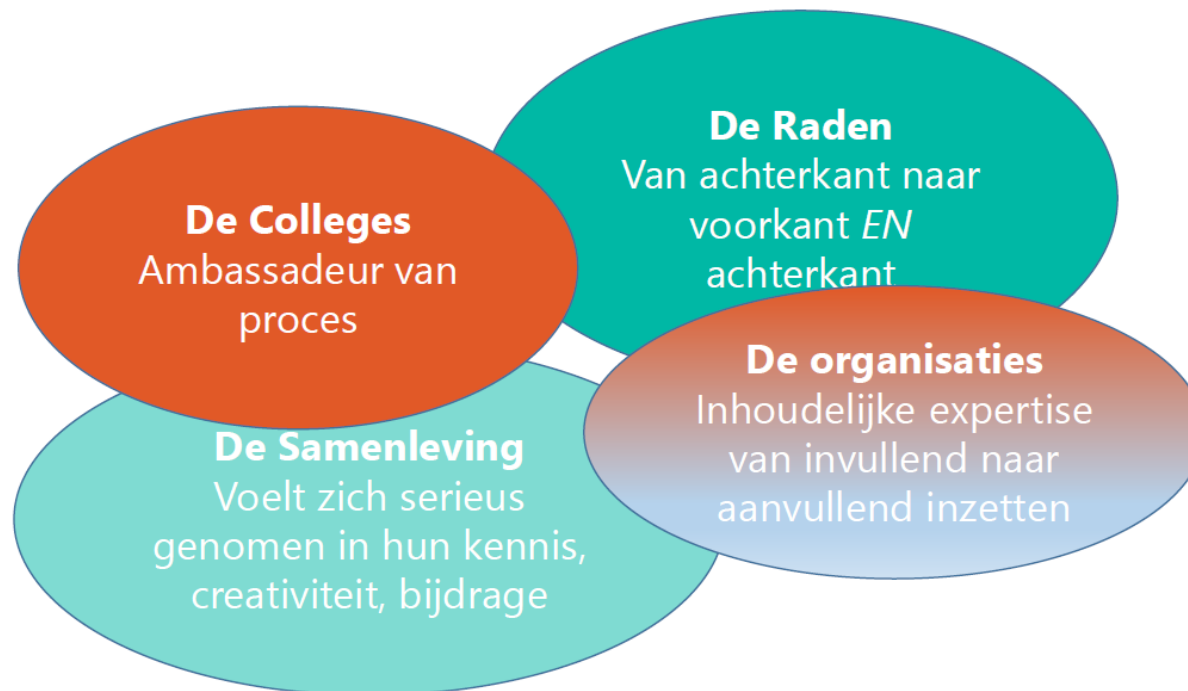 De Raden
Van achterkant naar
voorkant EN
achterkant
De Colleges
Ambassadeur van
proces
De organisaties
Inhoudelijke expertise
van invullend naar
aanvullend inzetten
De Samenleving
Voelt zich serieus
genomen in hun kennis,
creativiteit, bijdrage